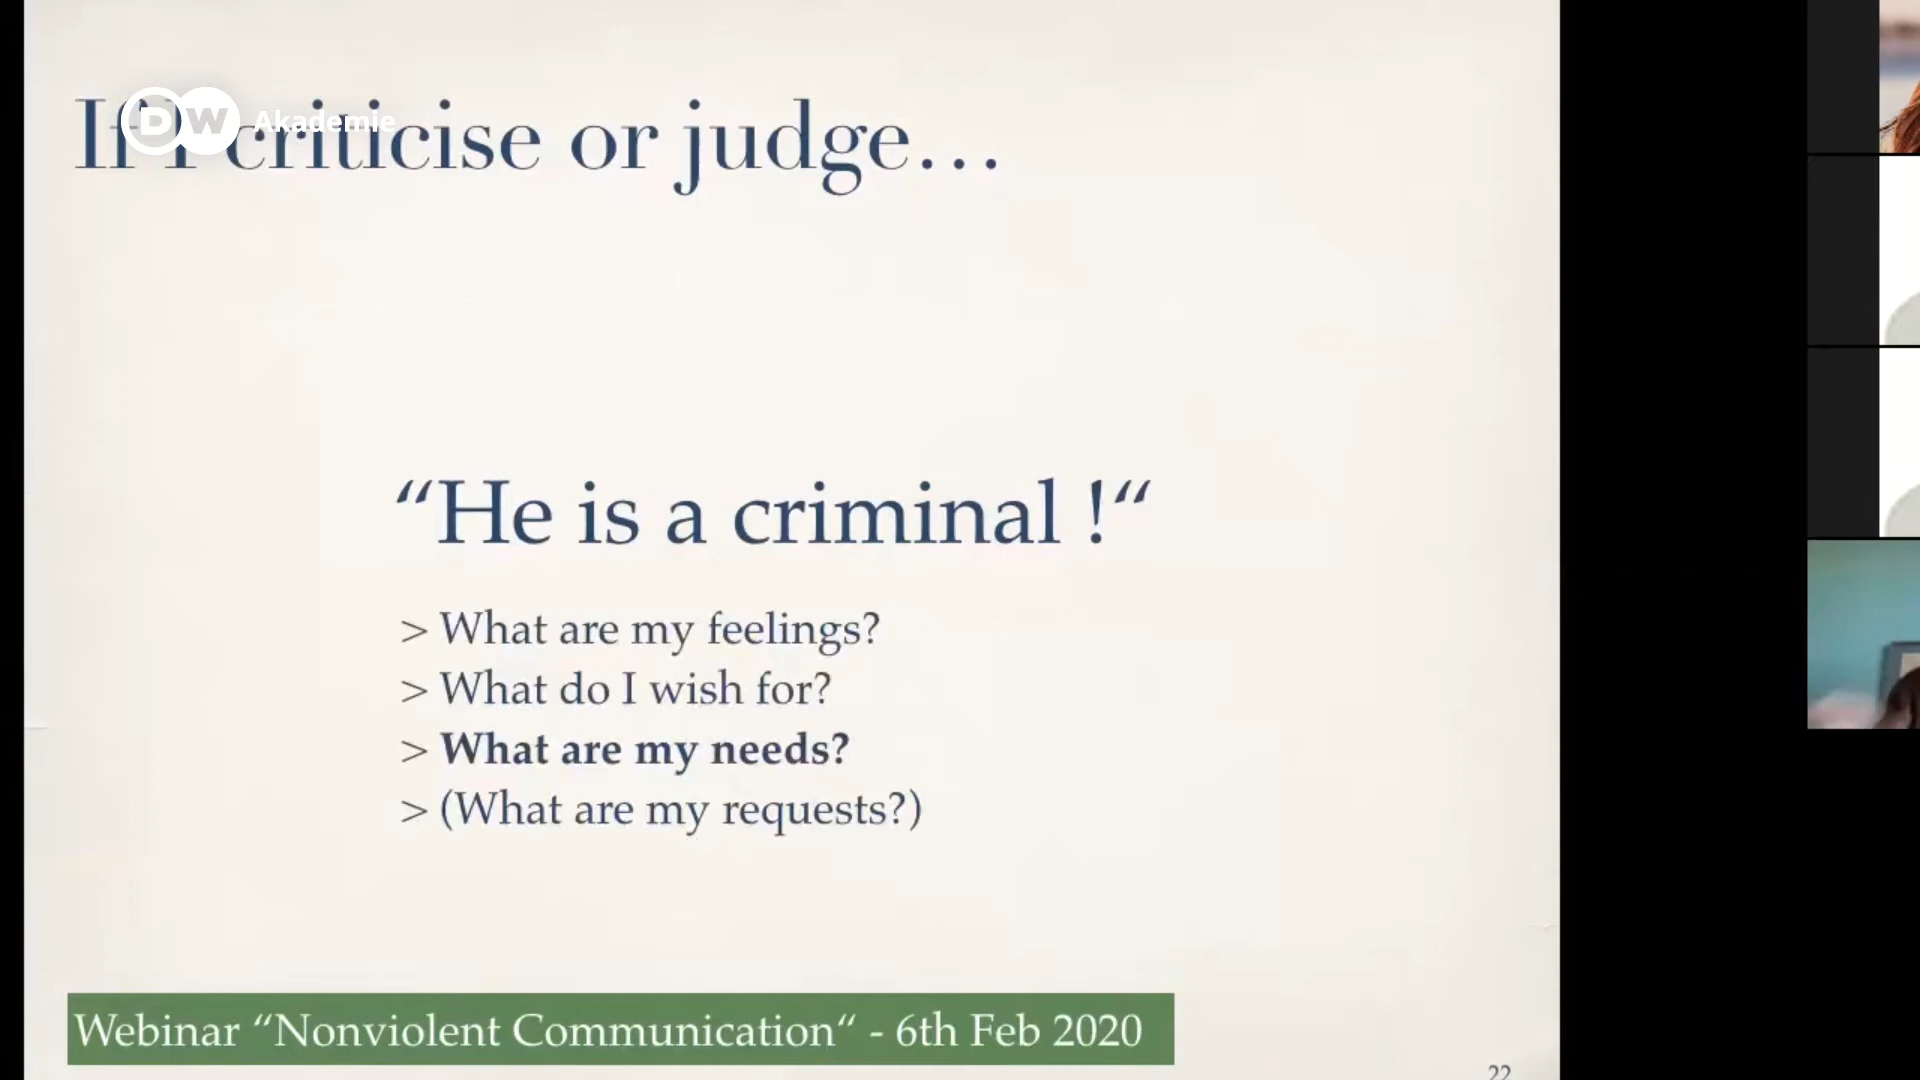 If I criticise or judge…
DW Akademie
“He is a criminal !“
> What are my feelings?
> What do I wish for?
> What are my needs?
> (What are my requests?)
Webinar “Nonviolent Communication“ - 6th Feb 2020
22